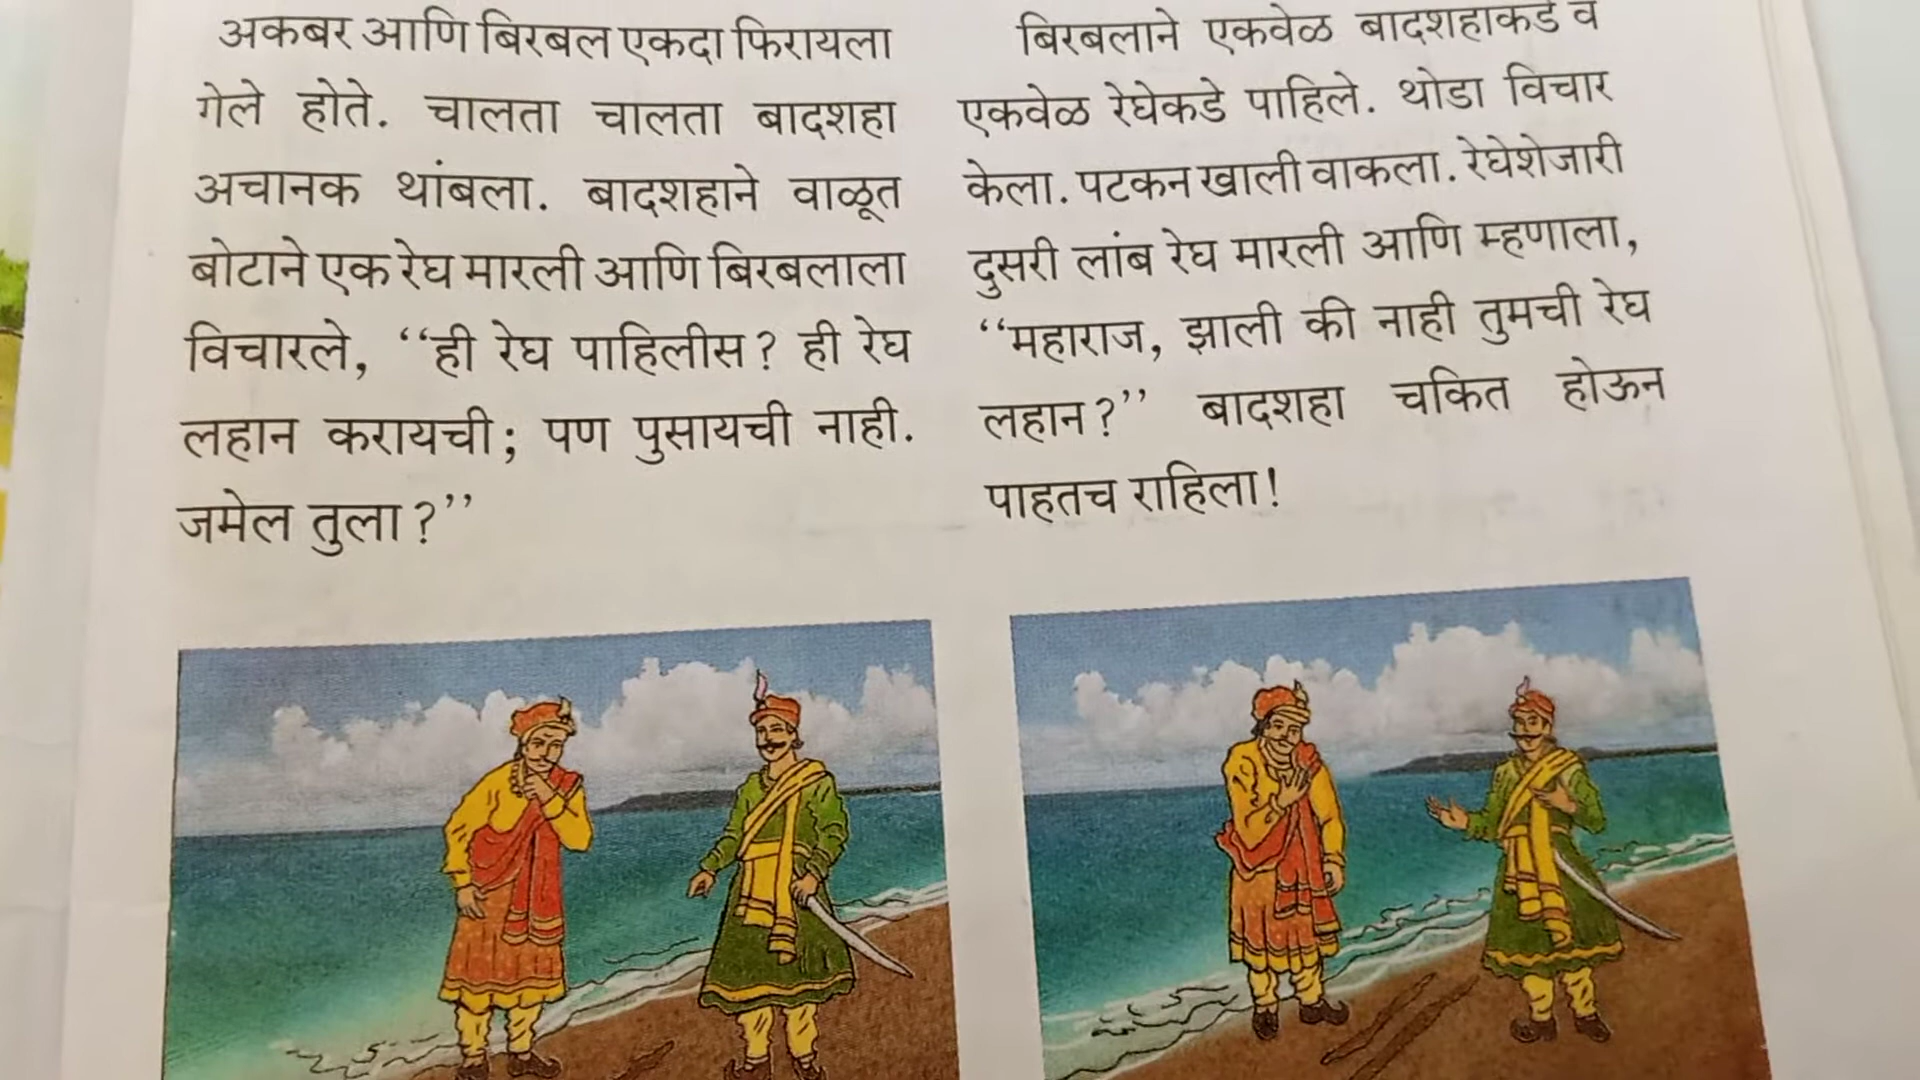 अकबर आणि बिरबल एकदा फिरायला
गेले होते. चालता चालता बादशहा
अचानक थांबला. बादशहाने वाळूत
बोटाने एक रेघ मारली आणि बिरबलाला
विचारले, ‘‘ही रेघ पाहिलीस? ही रेघ
लहान करायची; पण पुसायची नाही.
जमेल तुला?’’
बिरबलाने एकवेळ बादशहाकडे व
एकवेळ रेघेकडे पाहिले. थोडा विचार
केला. पटकन खाली वाकला. रेघेशेजारी
दुसरी लांब रेघ मारली आणि म्हणाला,
‘‘महाराज, झाली की नाही तुमची रेघ
लहान?’’ बादशहा चकित होऊन
पाहतच राहिला!